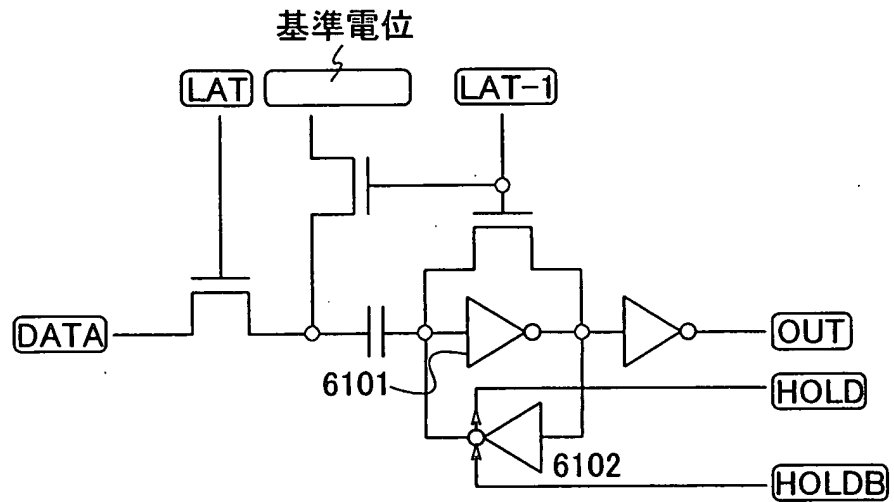 基準電位
LAT
LAT-1
DATA
6101
OUT
HOLD
6102
HOLDB